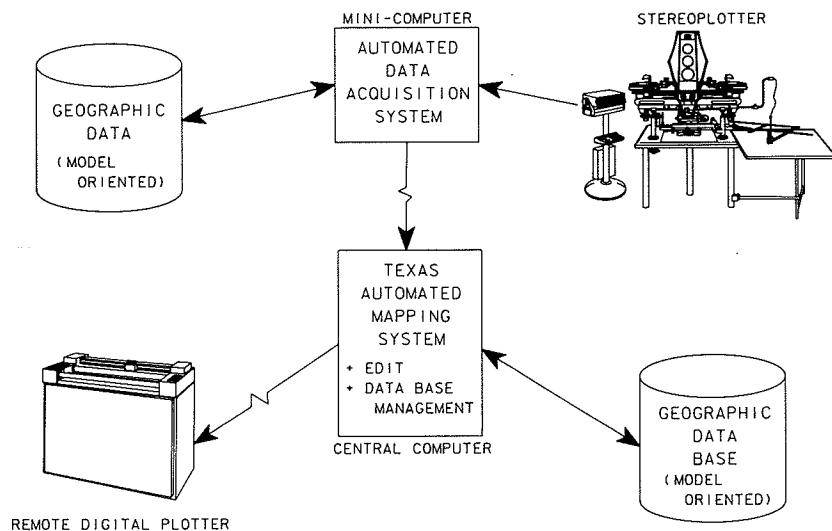 MINI-COMPUTER
STEREOPLOTTER
AUTOMATED
DATA
ACQUISITION
SYSTEM
GEOGRAPHIC
DATA
(MODEL
ORIENTED)
TEXAS
AUTOMATED
MAPPING
SYSTEM
+ EDIT
+ DATA BASE
MANAGEMENT
CENTRAL COMPUTER
GEOGRAPHIC
DATA
BASE
(MODEL
ORIENTED)
REMOTE DIGITAL PLOTTER